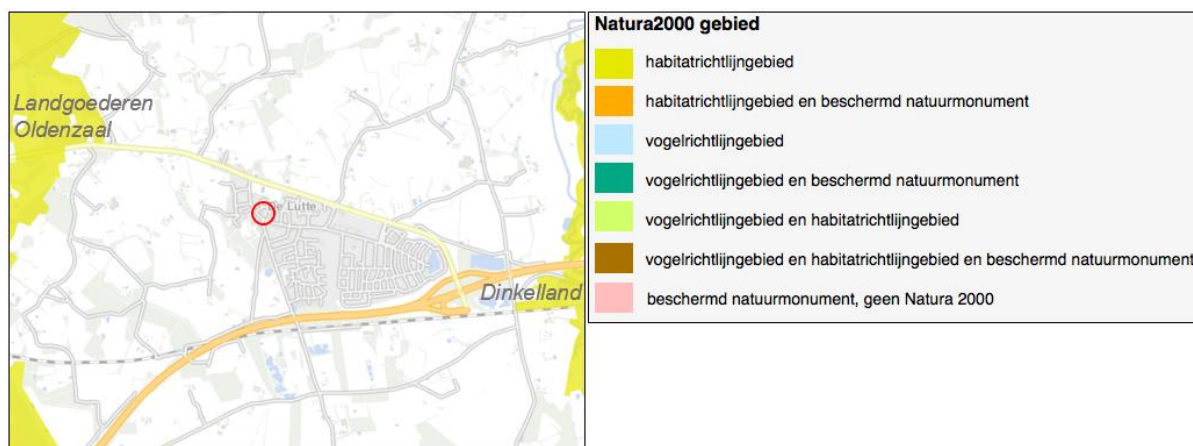 Landgoederen
Oldenzaal
De Lutte
Dinkelland
Natura2000 gebied
habitatrichtlijngebied
habitatrichtlijngebied en beschermd natuurmonument
vogelrichtlijngebied
vogelrichtlijngebied en beschermd natuurmonument
vogelrichtlijngebied en habitatrichtlijngebied
vogelrichtlijngebied en habitatrichtlijngebied en beschermd natuurmonument
beschermd natuurmonument, geen Natura 2000